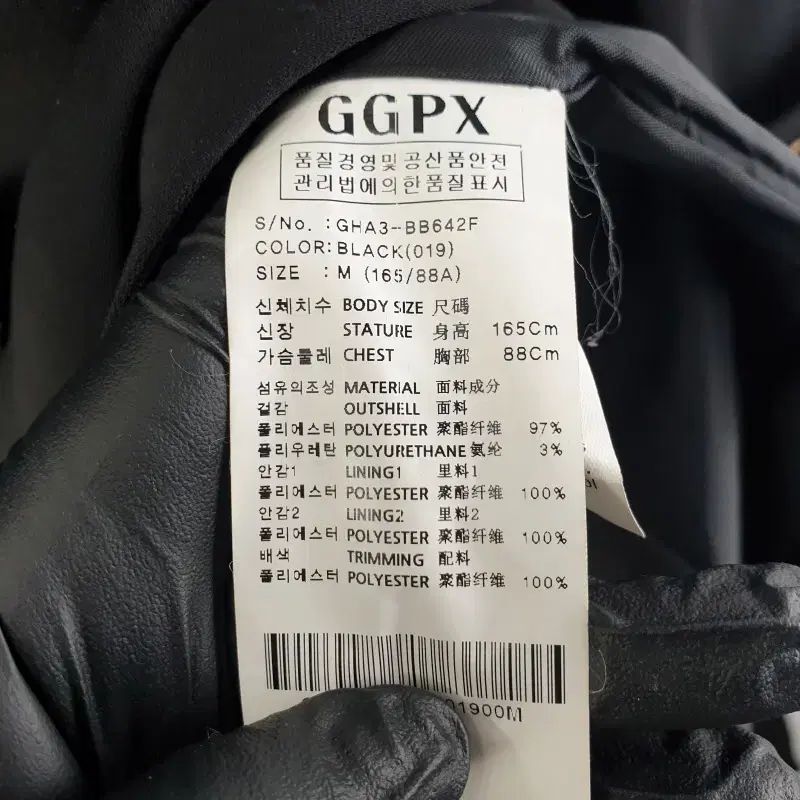 GGPX
품질경영및공산품안전
관리법에의한품질표시
S/No. : GHA3-BB642F
COLOR: BLACK(019)
SIZE : M (165/88A)
신체치수 BODY SIZE 尺碼
신장 STATURE 身高 165Cm
가슴둘레 CHEST 胸部 88Cm
섬유의조성 MATERIAL 面料成分
겉감 OUTSHELL 面料
폴리에스터 POLYESTER 聚酯纤维 97%
폴리우레탄 POLYURETHANE 氨纶 3%
안감1 LINING1 里料1
폴리에스터 POLYESTER 聚酯纤维 100%
안감2 LINING2 里料2
폴리에스터 POLYESTER 聚酯纤维 100%
배색 TRIMMING 配料
폴리에스터 POLYESTER 聚酯纤维 100%
01900M